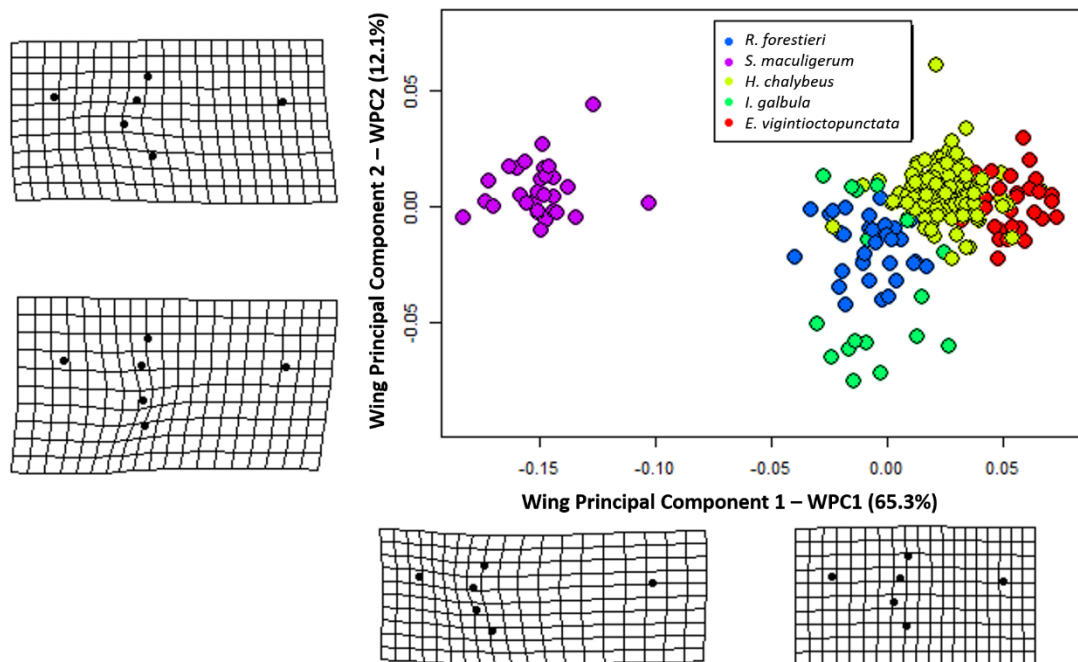 R. forestieri
S. maculigerum
H. chalybeus
I. galbula
E. vigintioctopunctata
Wing Principal Component 2 – WPC2 (12.1%)
0.05
0.00
-0.05
-0.15
-0.10
-0.05
0.00
0.05
Wing Principal Component 1 – WPC1 (65.3%)